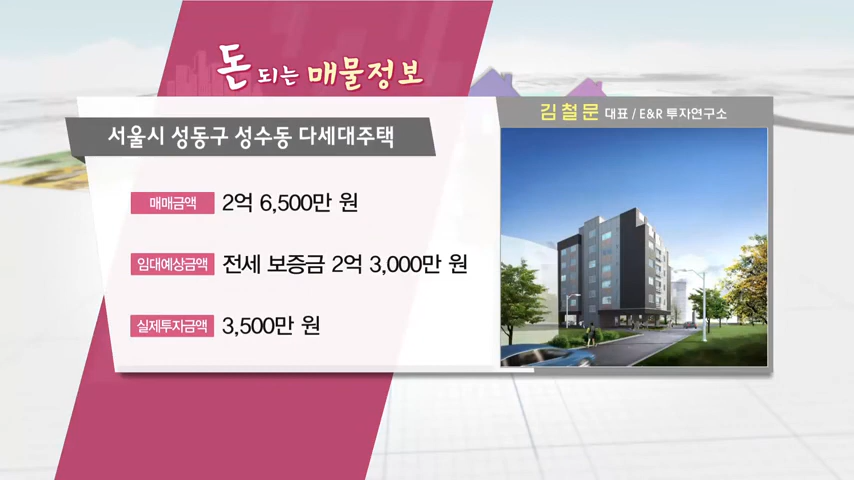 돈 되는 매물정보
김철문 대표 / E&R 투자연구소
서울시 성동구 성수동 다세대주택
매매금액 2억 6,500만 원
임대예상금액 전세 보증금 2억 3,000만 원
실제투자금액 3,500만 원